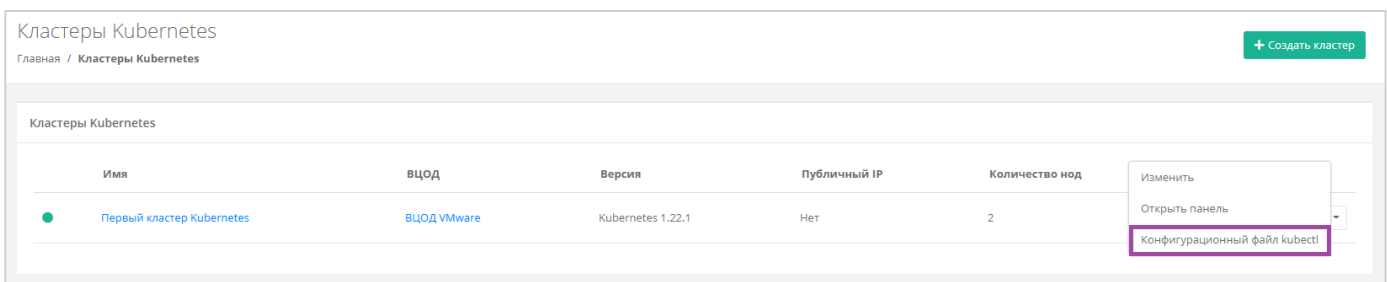 Кластеры Kubernetes
+ Создать кластер
Главная / Кластеры Kubernetes
Кластеры Kubernetes
Имя ВЦОД Версия Публичный IP Количество нод
Изменить
Открыть панель
Первый кластер Kubernetes ВЦОД VMware Kubernetes 1.22.1 Нет 2
Конфигурационный файл kubectl